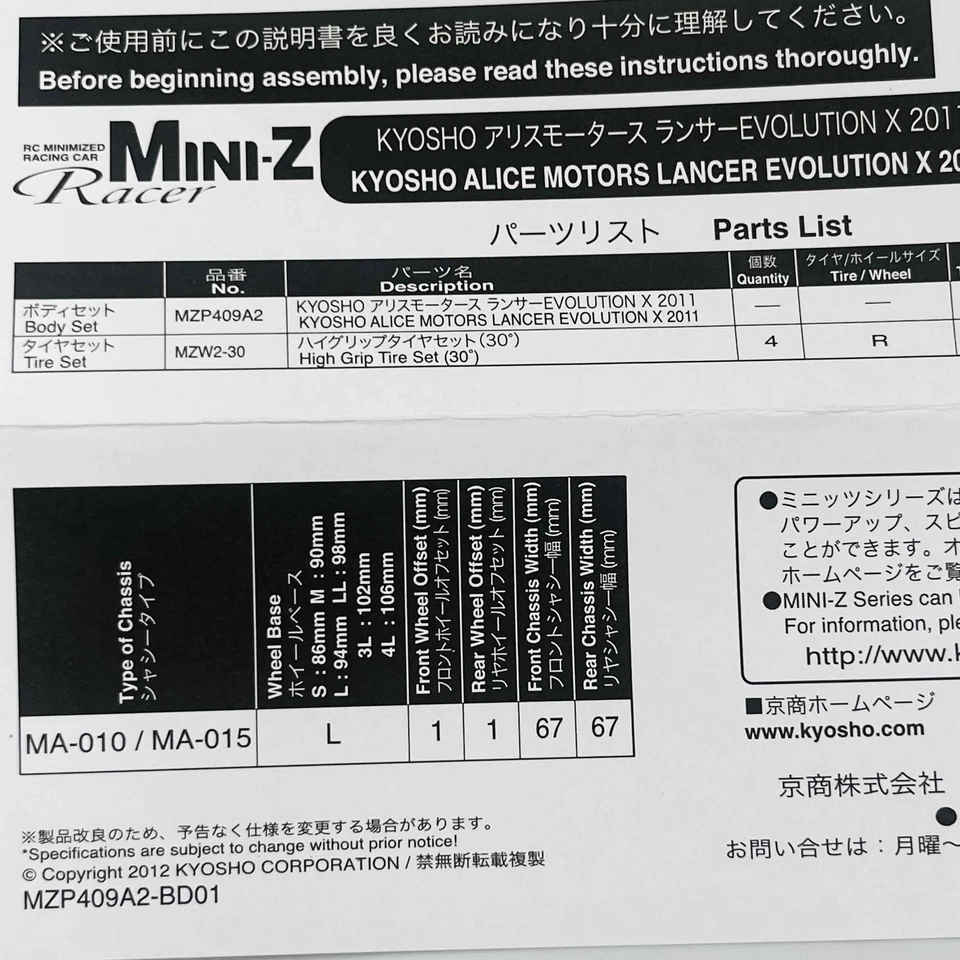 ※ご使用前にこの説明書を良くお読みになり十分に理解してください。
Before beginning assembly, please read these instructions thoroughly.
RC MINIMIZED
RACING CAR
MINI-Z
Racer
KYOSHO アリスモータース ランサーEVOLUTION X 2011
KYOSHO ALICE MOTORS LANCER EVOLUTION X 20
パーツリスト Parts List
品番 パーツ名 個数 タイヤ/ホイールサイズ
No. Description Quantity Tire / Wheel
ボディセット KYOSHO アリスモータース ランサーEVOLUTION X 2011
Body Set MZP409A2 KYOSHO ALICE MOTORS LANCER EVOLUTION X 2011 — —
タイヤセット ハイグリップタイヤセット(30°)
Tire Set MZW2-30 High Grip Tire Set (30°) 4 R
Type of Chassis
シャシータイプ
Wheel Base
ホイールベース
S : 86mm M : 90mm
L : 94mm LL : 98mm
3L : 102mm
4L : 106mm
Front Wheel Offset (mm)
フロントホイールオフセット (mm)
Rear Wheel Offset (mm)
リヤホイールオフセット (mm)
Front Chassis Width (mm)
フロントシャシー幅 (mm)
Rear Chassis Width (mm)
リヤシャシー幅 (mm)
MA-010 / MA-015 L 1 1 67 67
●ミニッツシリーズは
パワーアップ、スピ
ことができます。オ
ホームページをご覧
●MINI-Z Series can
For information, ple
http://www.k
■京商ホームページ
www.kyosho.com
京商株式会社
●
お問い合せは:月曜〜
※製品改良のため、予告なく仕様を変更する場合があります。
*Specifications are subject to change without prior notice!
© Copyright 2012 KYOSHO CORPORATION / 禁無断転載複製
MZP409A2-BD01